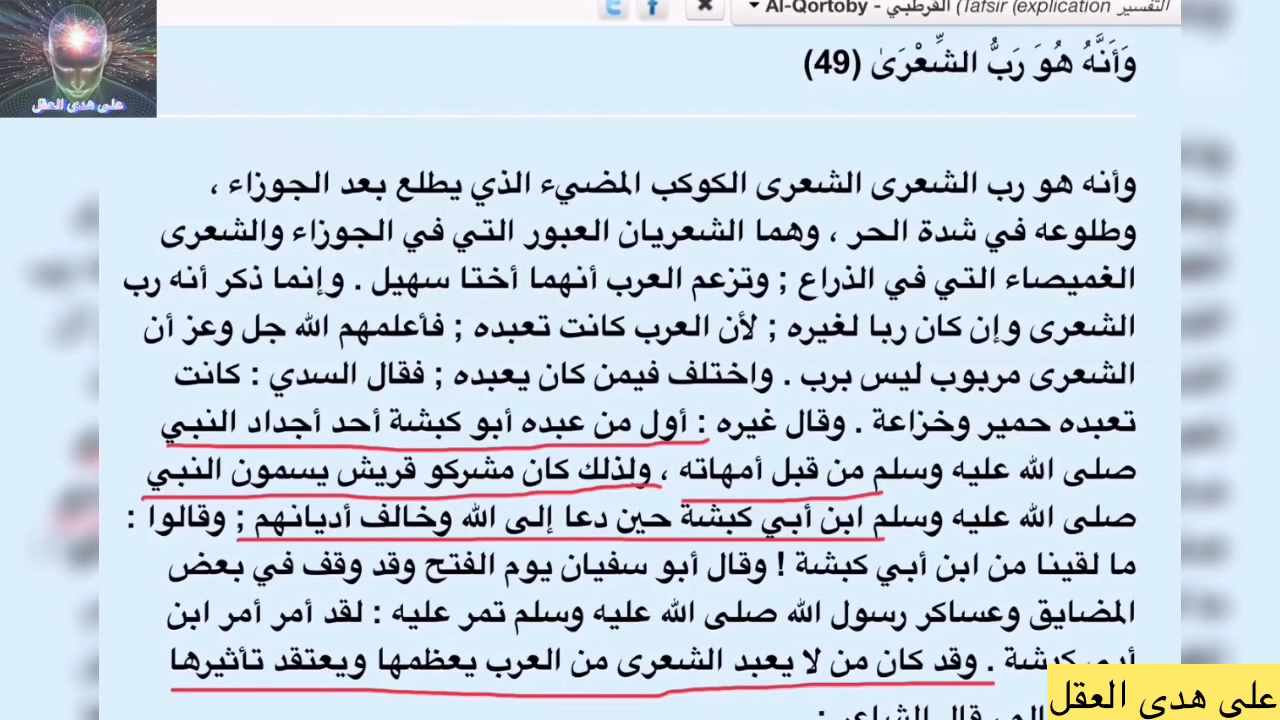 التفسير Tafsir (explication) القرطبي - Al-Qortoby
على هدى العقل
وَأَنَّهُ هُوَ رَبُّ الشِّعْرَىٰ (49)
وأنه هو رب الشعرى الشعرى الكوكب المضيء الذي يطلع بعد الجوزاء ،
وطلوعه في شدة الحر ، وهما الشعريان العبور التي في الجوزاء والشعرى
الغميصاء التي في الذراع ; وتزعم العرب أنهما أختا سهيل . وإنما ذكر أنه رب
الشعرى وإن كان ربا لغيره ; لأن العرب كانت تعبده ; فأعلمهم الله جل وعز أن
الشعرى مربوب ليس برب . واختلف فيمن كان يعبده ; فقال السدي : كانت
تعبده حمير وخزاعة . وقال غيره : أول من عبده أبو كبشة أحد أجداد النبي
صلى الله عليه وسلم من قبل أمهاته ، ولذلك كان مشركو قريش يسمون النبي
صلى الله عليه وسلم ابن أبي كبشة حين دعا إلى الله وخالف أديانهم ; وقالوا :
ما لقينا من ابن أبي كبشة ! وقال أبو سفيان يوم الفتح وقد وقف في بعض
المضايق وعساكر رسول الله صلى الله عليه وسلم تمر عليه : لقد أمر أمر ابن
أبي كبشة . وقد كان من لا يعبد الشعرى من العرب يعظمها ويعتقد تأثيرها
قال الشاعر :
على هدى العقل